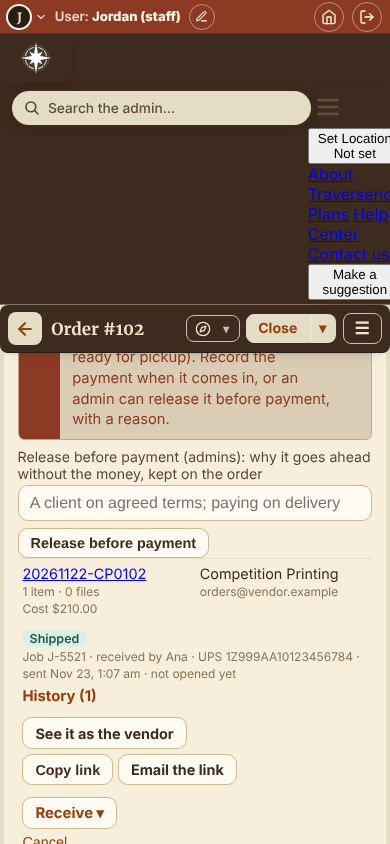 J User: Jordan (staff)
Search the admin...
Set Location
Not set
About
Traversend
Plans Help
Center
Contact us
Make a
suggestion
Order #102
Close ▾
ready for pickup). Record the
payment when it comes in, or an
admin can release it before payment,
with a reason.
Release before payment (admins): why it goes ahead
without the money, kept on the order
A client on agreed terms; paying on delivery
Release before payment
20261122-CP0102 Competition Printing
1 item · 0 files orders@vendor.example
Cost $210.00
Shipped
Job J-5521 · received by Ana · UPS 1Z999AA10123456784 ·
sent Nov 23, 1:07 am · not opened yet
History (1)
See it as the vendor
Copy link Email the link
Receive ▾
Cancel